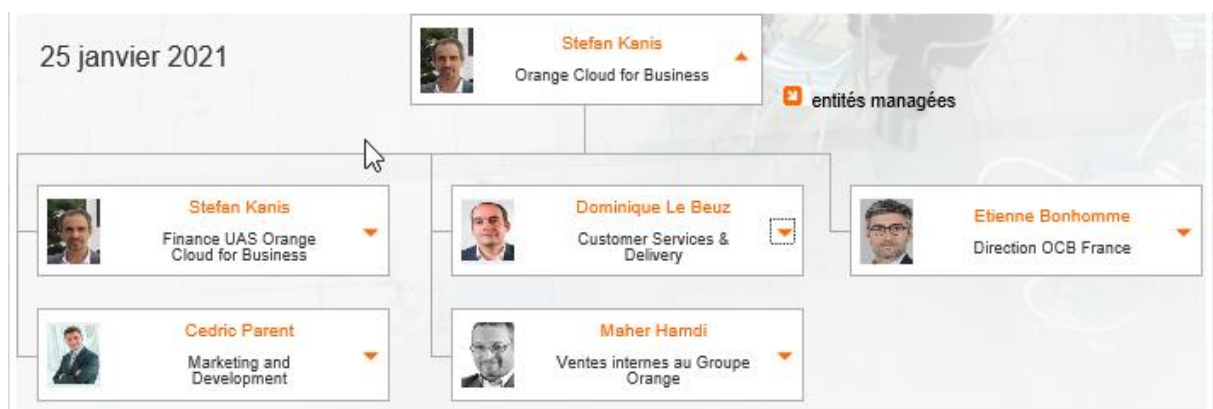 25 janvier 2021
Stefan Kanis
Orange Cloud for Business
entités managées
Stefan Kanis
Finance UAS Orange
Cloud for Business
Dominique Le Beuz
Customer Services &
Delivery
Etienne Bonhomme
Direction OCB France
Cedric Parent
Marketing and
Development
Maher Hamdi
Ventes internes au Groupe
Orange